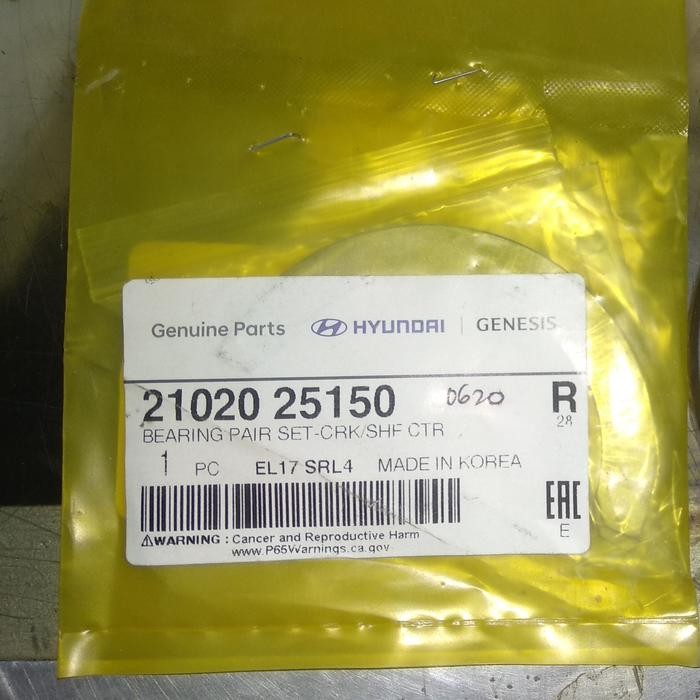 Genuine Parts HYUNDAI | GENESIS
21020 25150 0620 R
28
BEARING PAIR SET-CRK/SHF CTR
1 PC EL17 SRL4 MADE IN KOREA
EAC
E
⚠WARNING : Cancer and Reproductive Harm
www.P65Warnings.ca.gov